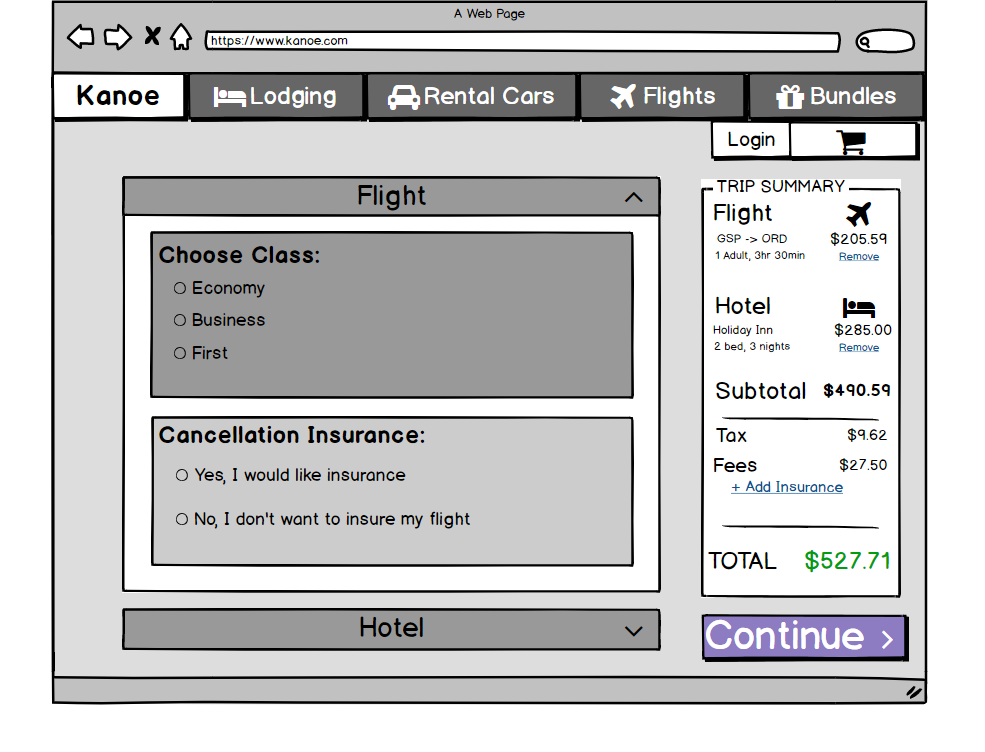 A Web Page
https://www.kanoe.com
Kanoe
Lodging
Rental Cars
Flights
Bundles
Login
Flight
Choose Class:
Economy
Business
First
Cancellation Insurance:
Yes, I would like insurance
No, I don't want to insure my flight
Hotel
TRIP SUMMARY
Flight
GSP -> ORD $205.59
1 Adult, 3hr 30min Remove
Hotel
Holiday Inn $285.00
2 bed, 3 nights Remove
Subtotal $490.59
Tax $9.62
Fees $27.50
+ Add Insurance
TOTAL $527.71
Continue >